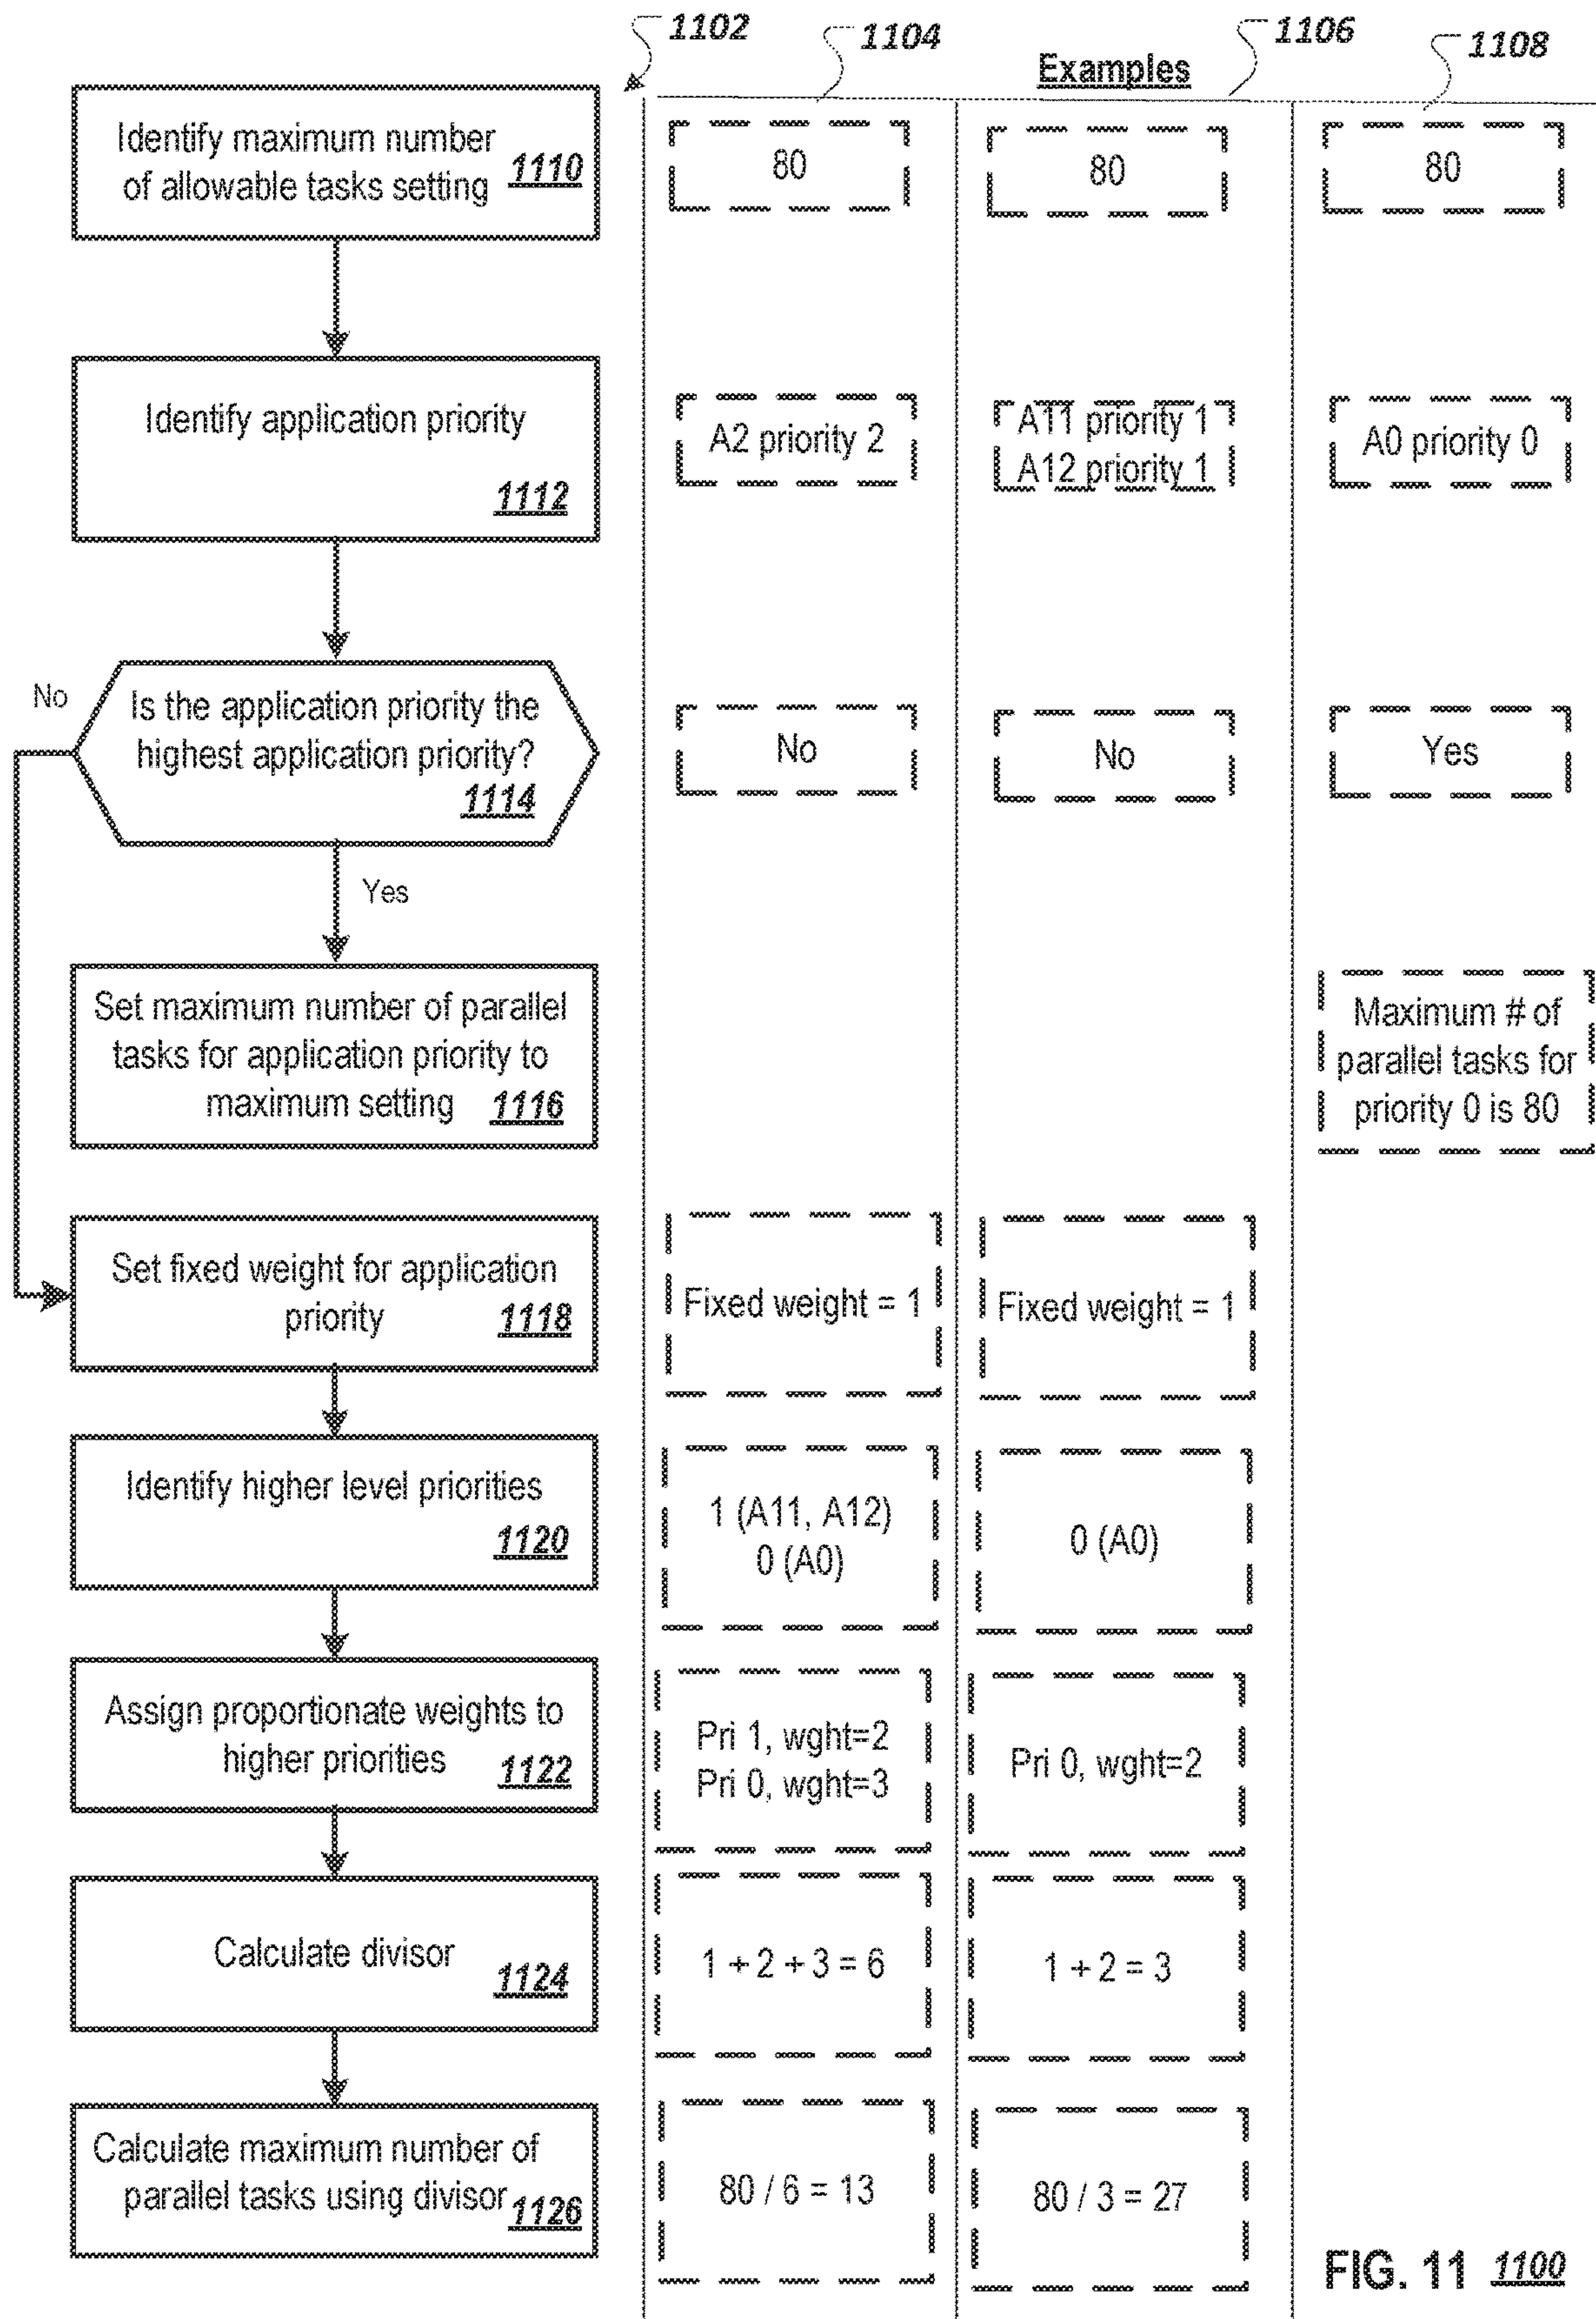 1102
1104
Examples
1106
1108
Identify maximum number
of allowable tasks setting 1110
80
80
80
Identify application priority
1112
A2 priority 2
A11 priority 1
A12 priority 1
A0 priority 0
No
Is the application priority the
highest application priority?
1114
No
No
Yes
Yes
Set maximum number of parallel
tasks for application priority to
maximum setting 1116
Maximum # of
parallel tasks for
priority 0 is 80
Set fixed weight for application
priority 1118
Fixed weight = 1
Fixed weight = 1
Identify higher level priorities
1120
1 (A11, A12)
0 (A0)
0 (A0)
Assign proportionate weights to
higher priorities 1122
Pri 1, wght=2
Pri 0, wght=3
Pri 0, wght=2
Calculate divisor 1124
1 + 2 + 3 = 6
1 + 2 = 3
Calculate maximum number of
parallel tasks using divisor 1126
80 / 6 = 13
80 / 3 = 27
FIG. 11 1100